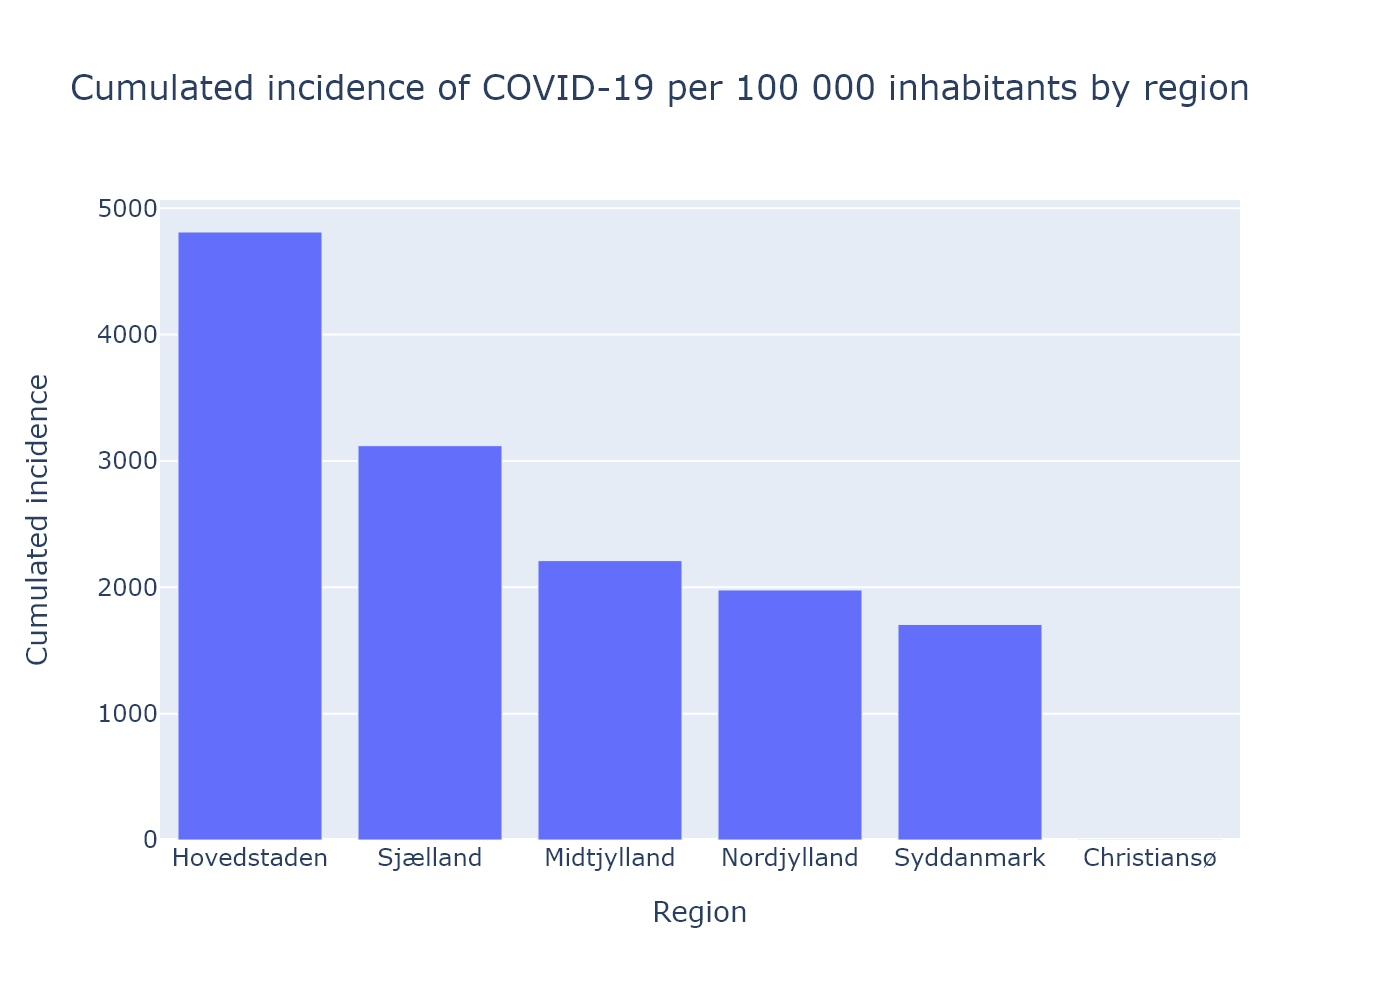 Cumulated incidence of COVID-19 per 100 000 inhabitants by region
5000
4000
3000
2000
1000
0
Cumulated incidence
Hovedstaden Sjælland Midtjylland Nordjylland Syddanmark Christiansø
Region